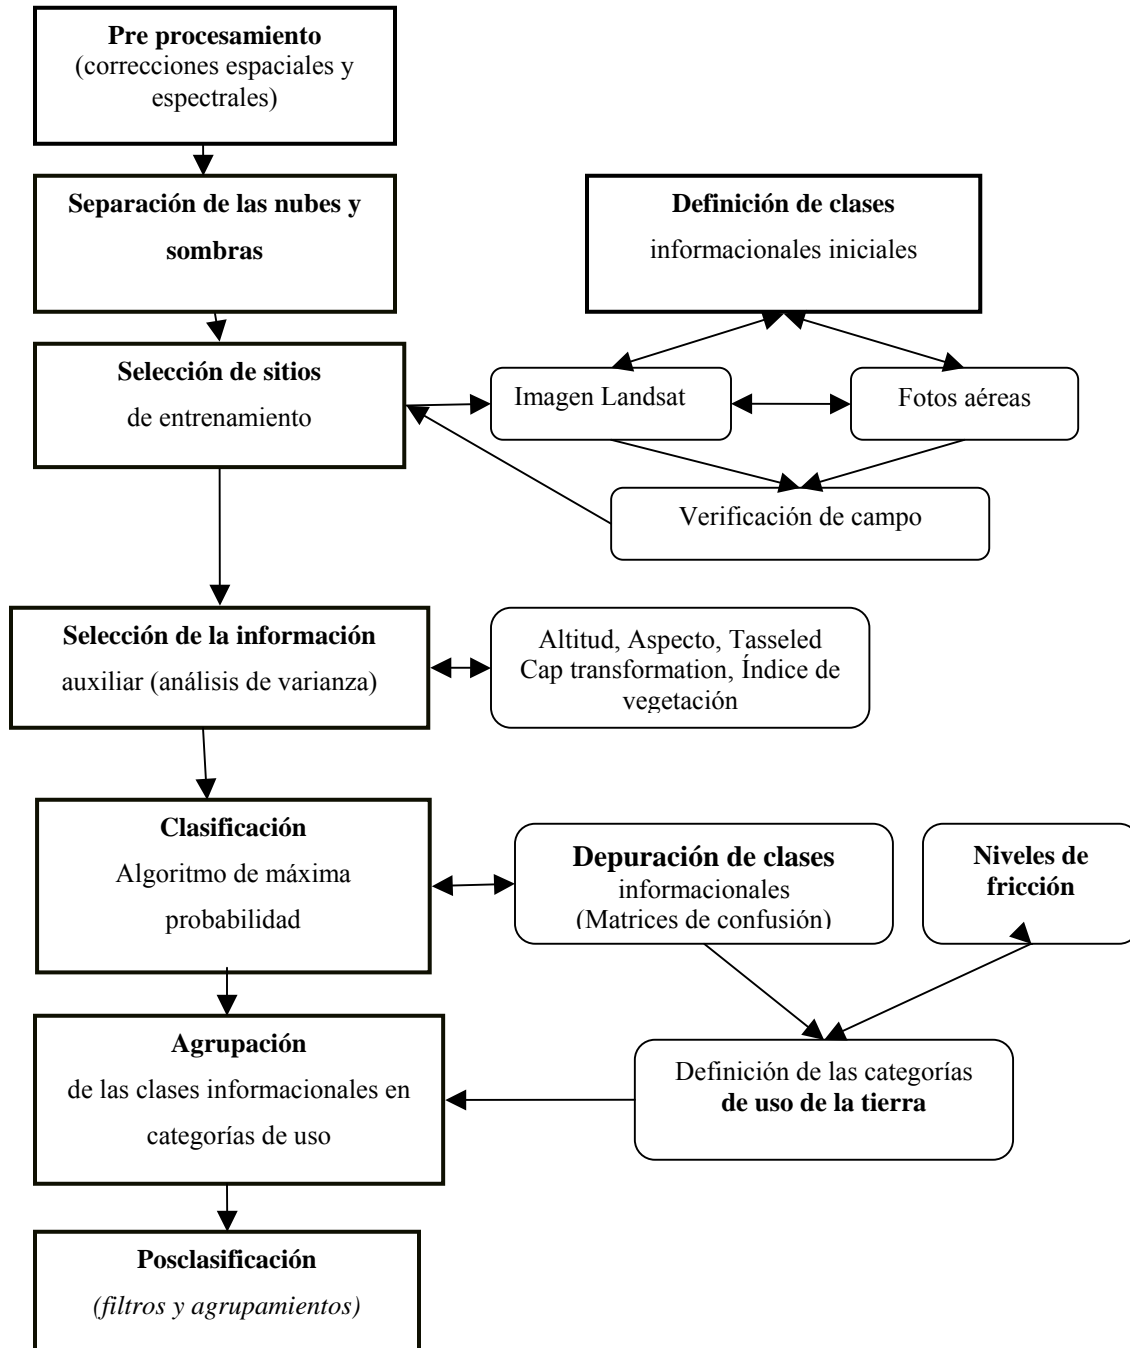 Pre procesamiento
(correcciones espaciales y
espectrales)
Separación de las nubes y
sombras
Definición de clases
informacionales iniciales
Selección de sitios
de entrenamiento
Imagen Landsat
Fotos aéreas
Verificación de campo
Selección de la información
auxiliar (análisis de varianza)
Altitud, Aspecto, Tasseled
Cap transformation, Índice de
vegetación
Clasificación
Algoritmo de máxima
probabilidad
Depuración de clases
informacionales
(Matrices de confusión)
Niveles de
fricción
Agrupación
de las clases informacionales en
categorías de uso
Definición de las categorías
de uso de la tierra
Posclasificación
(filtros y agrupamientos)